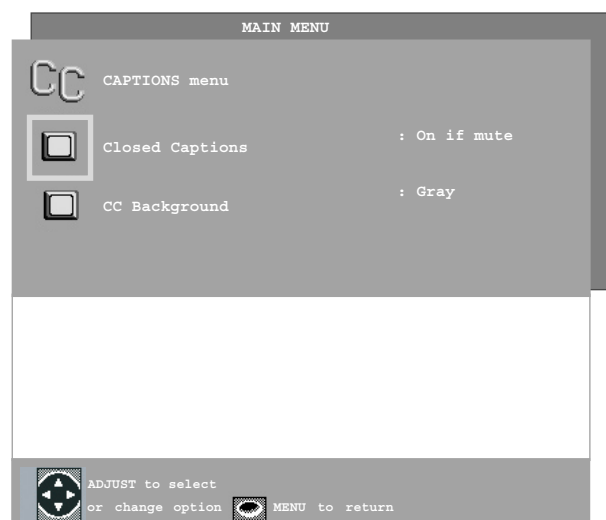 MAIN MENU
CC CAPTIONS menu
Closed Captions : On if mute
CC Background : Gray
ADJUST to select
or change option MENU to return